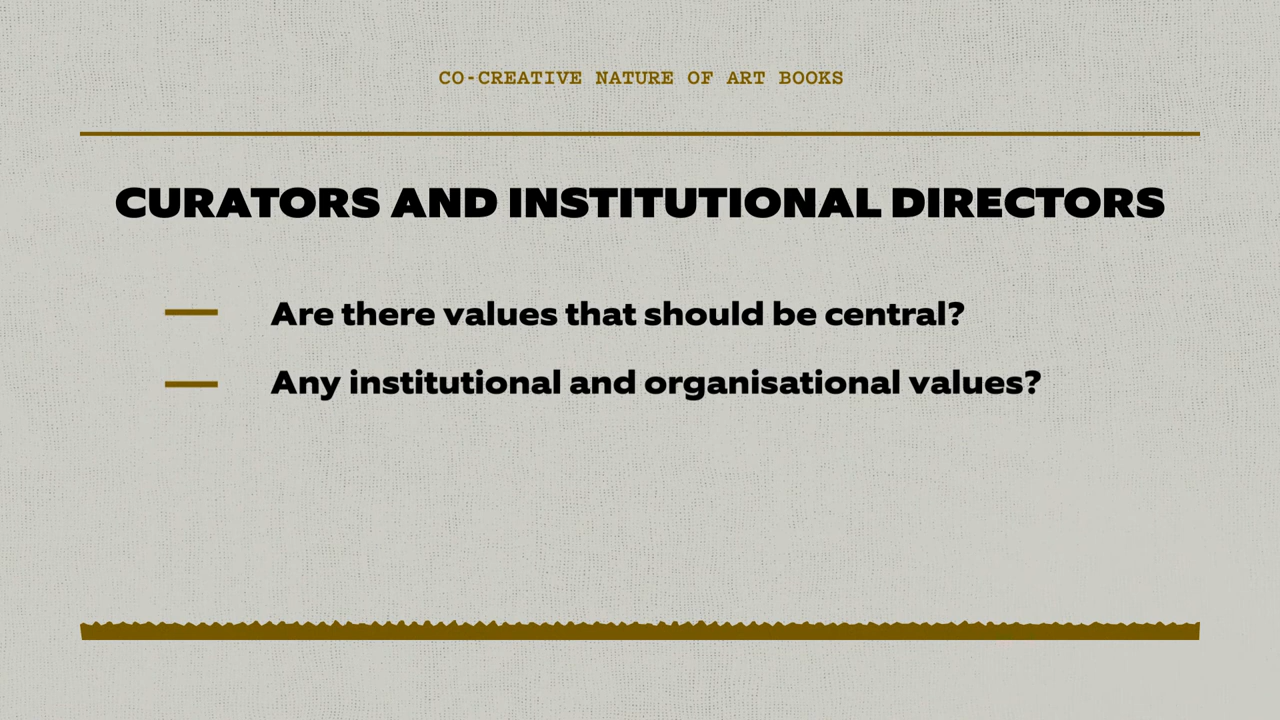 CO-CREATIVE NATURE OF ART BOOKS
CURATORS AND INSTITUTIONAL DIRECTORS
Are there values that should be central?
Any institutional and organisational values?